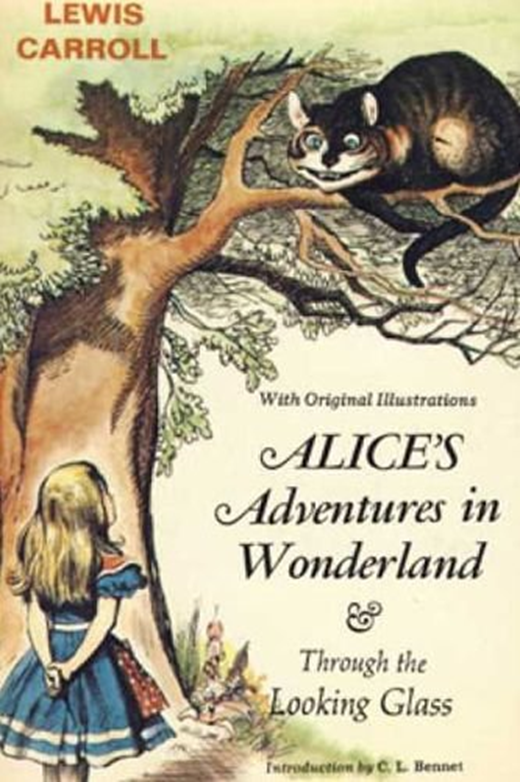 LEWIS
CARROLL
With Original Illustrations
ALICE'S
Adventures in
Wonderland
&
Through the
Looking Glass
Introduction by C. L. Bennet